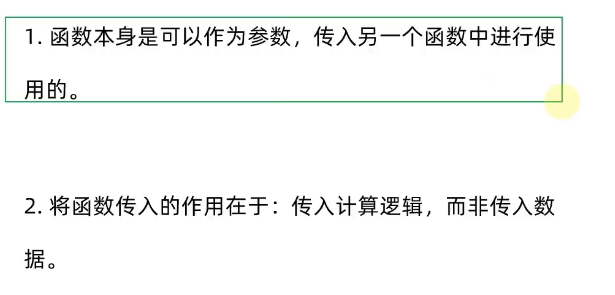 1. 函数本身是可以作为参数，传入另一个函数中进行使
用的。
2. 将函数传入的作用在于：传入计算逻辑，而非传入数
据。